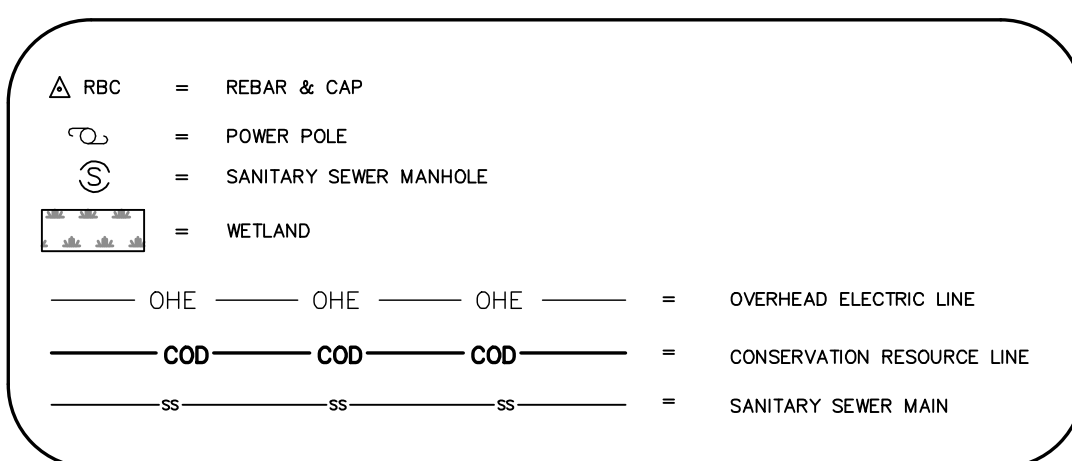 RBC = REBAR & CAP
= POWER POLE
S = SANITARY SEWER MANHOLE
= WETLAND
OHE OHE OHE = OVERHEAD ELECTRIC LINE
COD COD COD = CONSERVATION RESOURCE LINE
SS SS SS = SANITARY SEWER MAIN